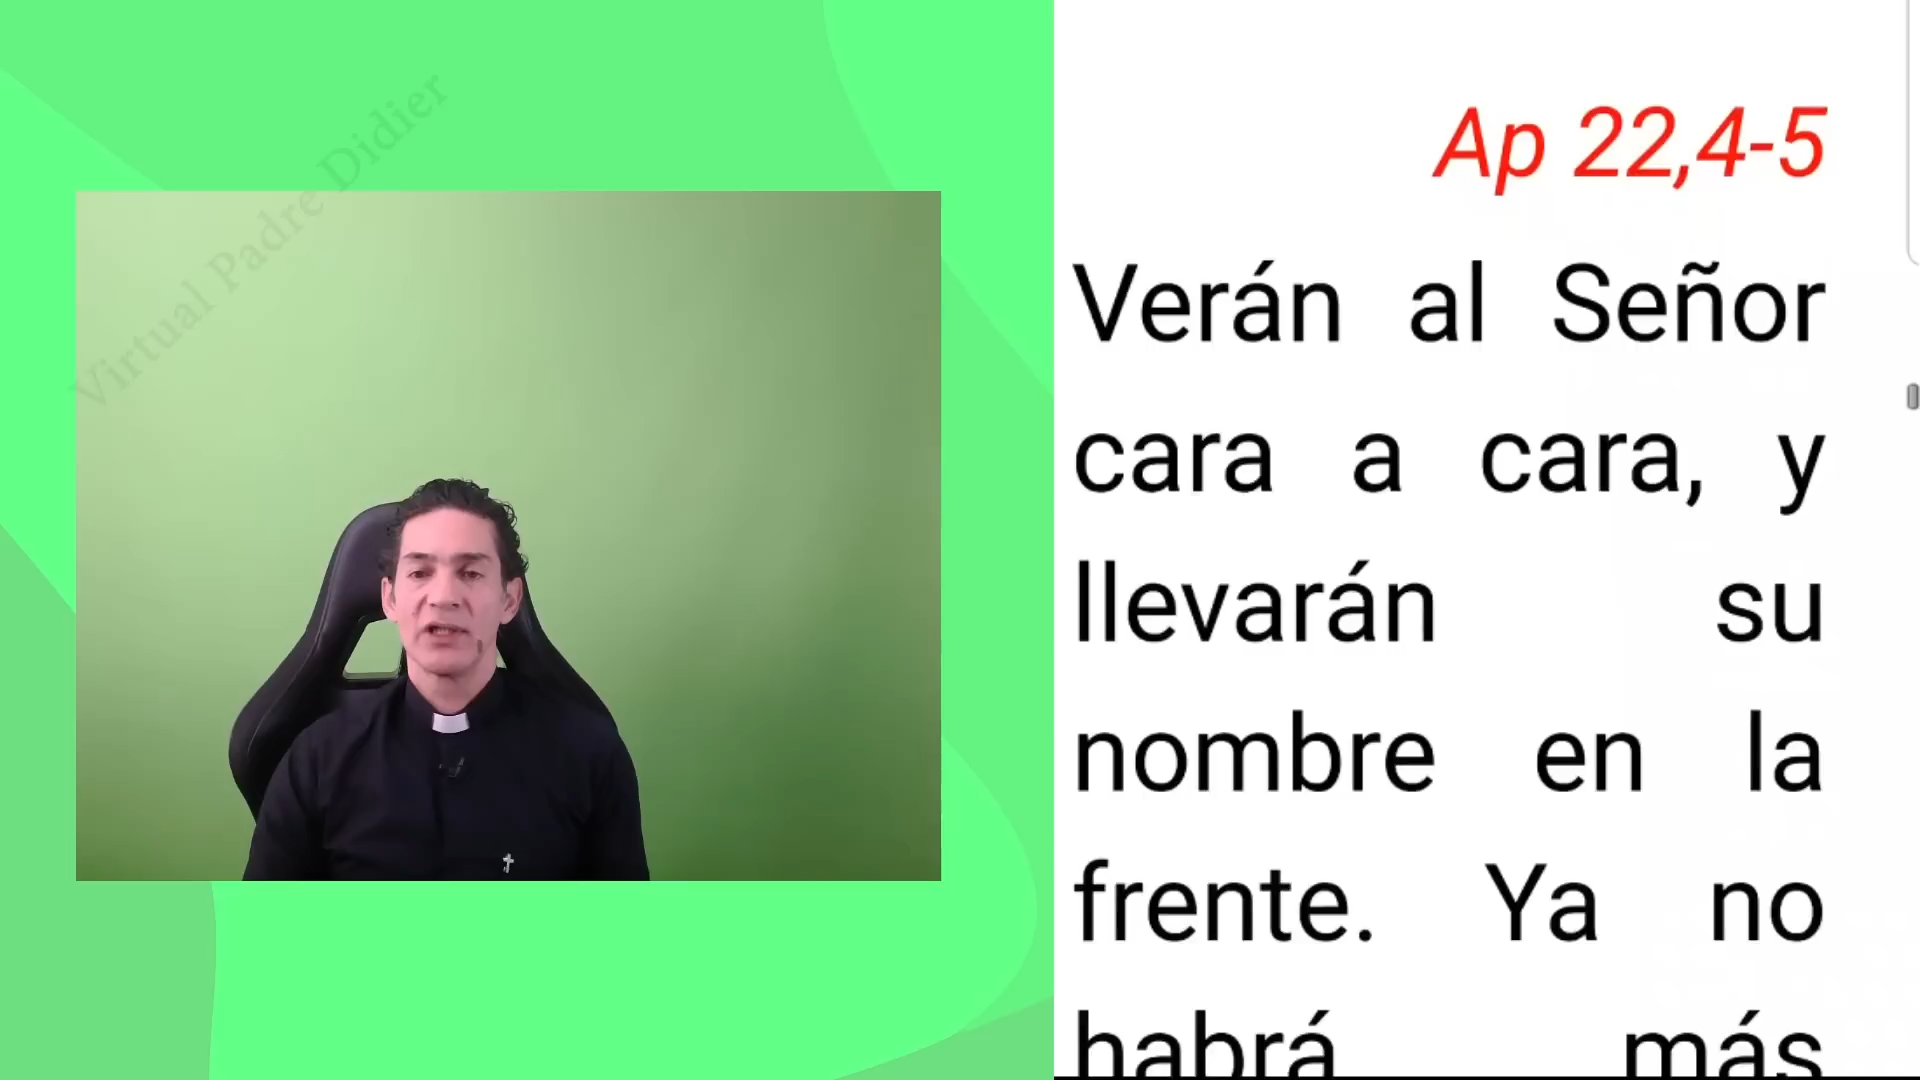 Virtual Padre Didier
Ap 22,4-5
Verán al Señor
cara a cara, y
llevarán su
nombre en la
frente. Ya no
habrá más